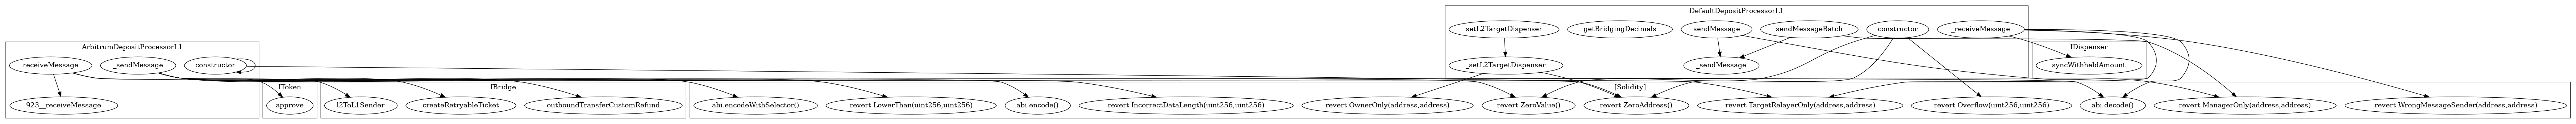 DefaultDepositProcessorL1
setL2TargetDispenser
getBridgingDecimals
sendMessage
sendMessageBatch
constructor
_receiveMessage
_setL2TargetDispenser
_sendMessage
ArbitrumDepositProcessorL1
receiveMessage
_sendMessage
constructor
923__receiveMessage
IDispenser
syncWithheldAmount
IToken
approve
IBridge
l2ToL1Sender
createRetryableTicket
outboundTransferCustomRefund
[Solidity]
abi.encodeWithSelector()
revert LowerThan(uint256,uint256)
abi.encode()
revert IncorrectDataLength(uint256,uint256)
revert OwnerOnly(address,address)
revert ZeroValue()
revert ZeroAddress()
revert TargetRelayerOnly(address,address)
revert Overflow(uint256,uint256)
abi.decode()
revert ManagerOnly(address,address)
revert WrongMessageSender(address,address)